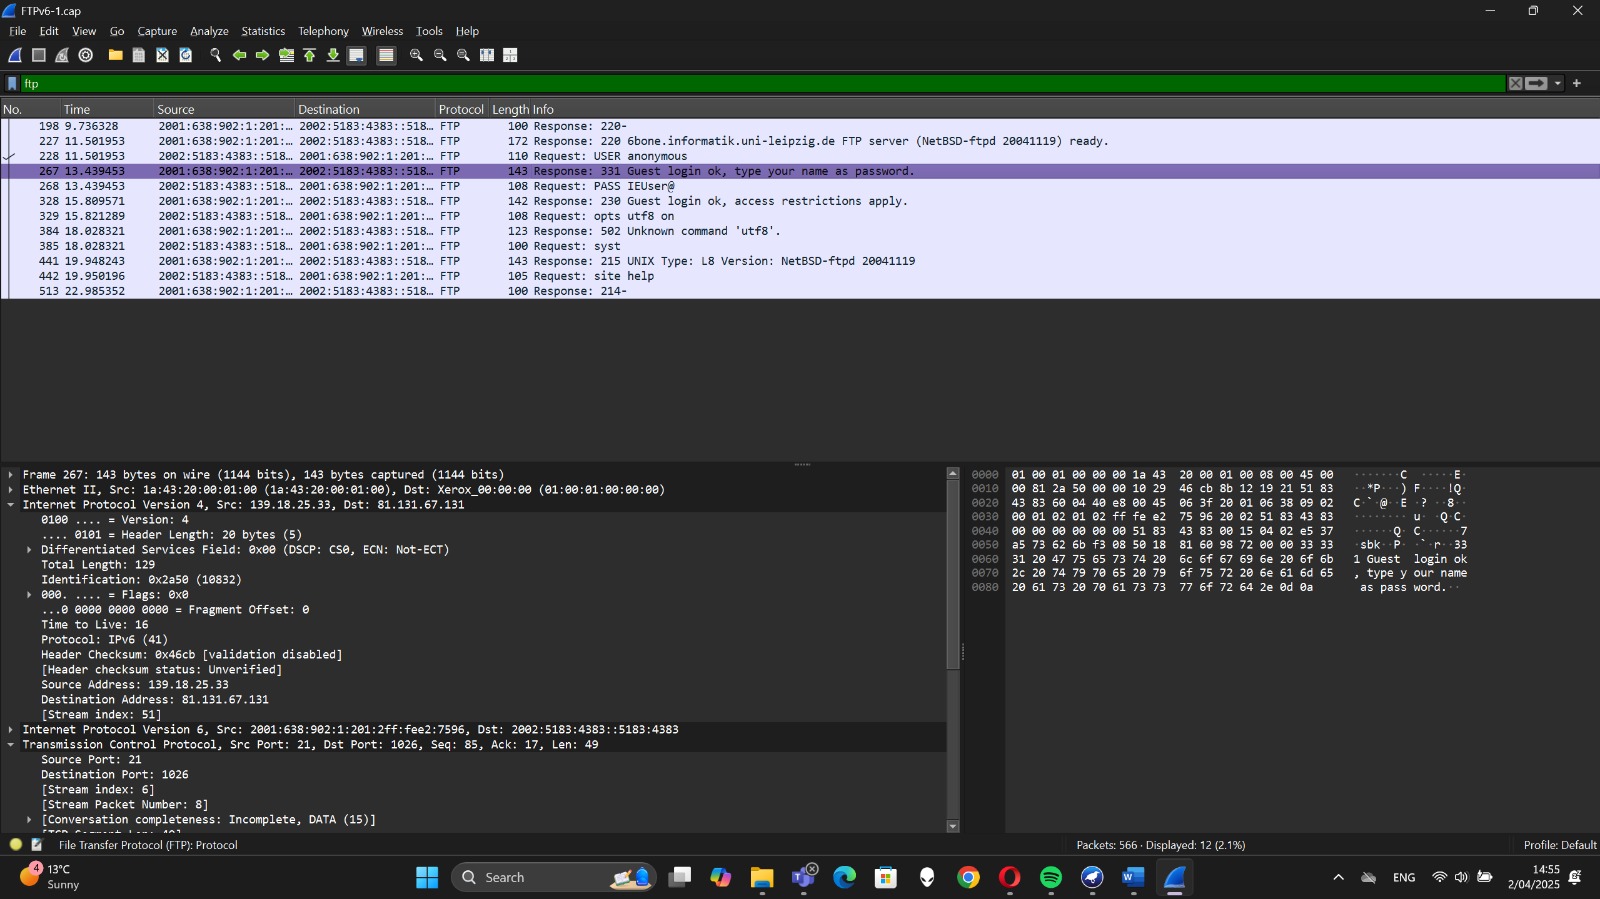 FTPv6-1.cap
File Edit View Go Capture Analyze Statistics Telephony Wireless Tools Help
ftp
No. Time Source Destination Protocol Length Info
198 9.736328 2001:638:902:1:201:… 2002:5183:4383::518… FTP 100 Response: 220-
227 11.501953 2001:638:902:1:201:… 2002:5183:4383::518… FTP 172 Response: 220 6bone.informatik.uni-leipzig.de FTP server (NetBSD-ftpd 20041119) ready.
228 11.501953 2002:5183:4383::518… 2001:638:902:1:201:… FTP 110 Request: USER anonymous
267 13.439453 2001:638:902:1:201:… 2002:5183:4383::518… FTP 143 Response: 331 Guest login ok, type your name as password.
268 13.439453 2002:5183:4383::518… 2001:638:902:1:201:… FTP 108 Request: PASS IEUser@
328 15.809571 2001:638:902:1:201:… 2002:5183:4383::518… FTP 142 Response: 230 Guest login ok, access restrictions apply.
329 15.821289 2002:5183:4383::518… 2001:638:902:1:201:… FTP 108 Request: opts utf8 on
384 18.028321 2001:638:902:1:201:… 2002:5183:4383::518… FTP 123 Response: 502 Unknown command 'utf8'.
385 18.028321 2002:5183:4383::518… 2001:638:902:1:201:… FTP 100 Request: syst
441 19.948243 2001:638:902:1:201:… 2002:5183:4383::518… FTP 143 Response: 215 UNIX Type: L8 Version: NetBSD-ftpd 20041119
442 19.950196 2002:5183:4383::518… 2001:638:902:1:201:… FTP 105 Request: site help
513 22.985352 2001:638:902:1:201:… 2002:5183:4383::518… FTP 100 Response: 214-
Frame 267: 143 bytes on wire (1144 bits), 143 bytes captured (1144 bits)
Ethernet II, Src: 1a:43:20:00:01:00 (1a:43:20:00:01:00), Dst: Xerox_00:00:00 (01:00:01:00:00:00)
Internet Protocol Version 4, Src: 139.18.25.33, Dst: 81.131.67.131
0100 .... = Version: 4
.... 0101 = Header Length: 20 bytes (5)
Differentiated Services Field: 0x00 (DSCP: CS0, ECN: Not-ECT)
Total Length: 129
Identification: 0x2a50 (10832)
000. .... = Flags: 0x0
...0 0000 0000 0000 = Fragment Offset: 0
Time to Live: 16
Protocol: IPv6 (41)
Header Checksum: 0x46cb [validation disabled]
[Header checksum status: Unverified]
Source Address: 139.18.25.33
Destination Address: 81.131.67.131
[Stream index: 51]
Internet Protocol Version 6, Src: 2001:638:902:1:201:2ff:fee2:7596, Dst: 2002:5183:4383::5183:4383
Transmission Control Protocol, Src Port: 21, Dst Port: 1026, Seq: 85, Ack: 17, Len: 49
Source Port: 21
Destination Port: 1026
[Stream index: 6]
[Stream Packet Number: 8]
[Conversation completeness: Incomplete, DATA (15)]
0000 01 00 01 00 00 00 1a 43 20 00 01 00 08 00 45 00 ·······C ·····E·
0010 00 81 2a 50 00 00 10 29 46 cb 8b 12 19 21 51 83 ··*P···) F····!Q·
0020 43 83 60 04 40 e8 00 45 06 3f 20 01 06 38 09 02 C·`·@··E ·? ··8··
0030 00 01 02 01 02 ff fe e2 75 96 20 02 51 83 43 83 ········ u· ·Q·C·
0040 00 00 00 00 00 00 51 83 43 83 00 15 04 02 e5 37 ······Q· C······7
0050 a5 73 62 6b f3 08 50 18 81 60 98 72 00 00 33 33 ·sbk··P· ·`·r··33
0060 31 20 47 75 65 73 74 20 6c 6f 67 69 6e 20 6f 6b 1 Guest login ok
0070 2c 20 74 79 70 65 20 79 6f 75 72 20 6e 61 6d 65 , type y our name
0080 20 61 73 20 70 61 73 73 77 6f 72 64 2e 0d 0a as pass word.··
File Transfer Protocol (FTP): Protocol
Packets: 566 · Displayed: 12 (2.1%)
Profile: Default
4
13°C
Sunny
Search
ENG
14:55
2/04/2025